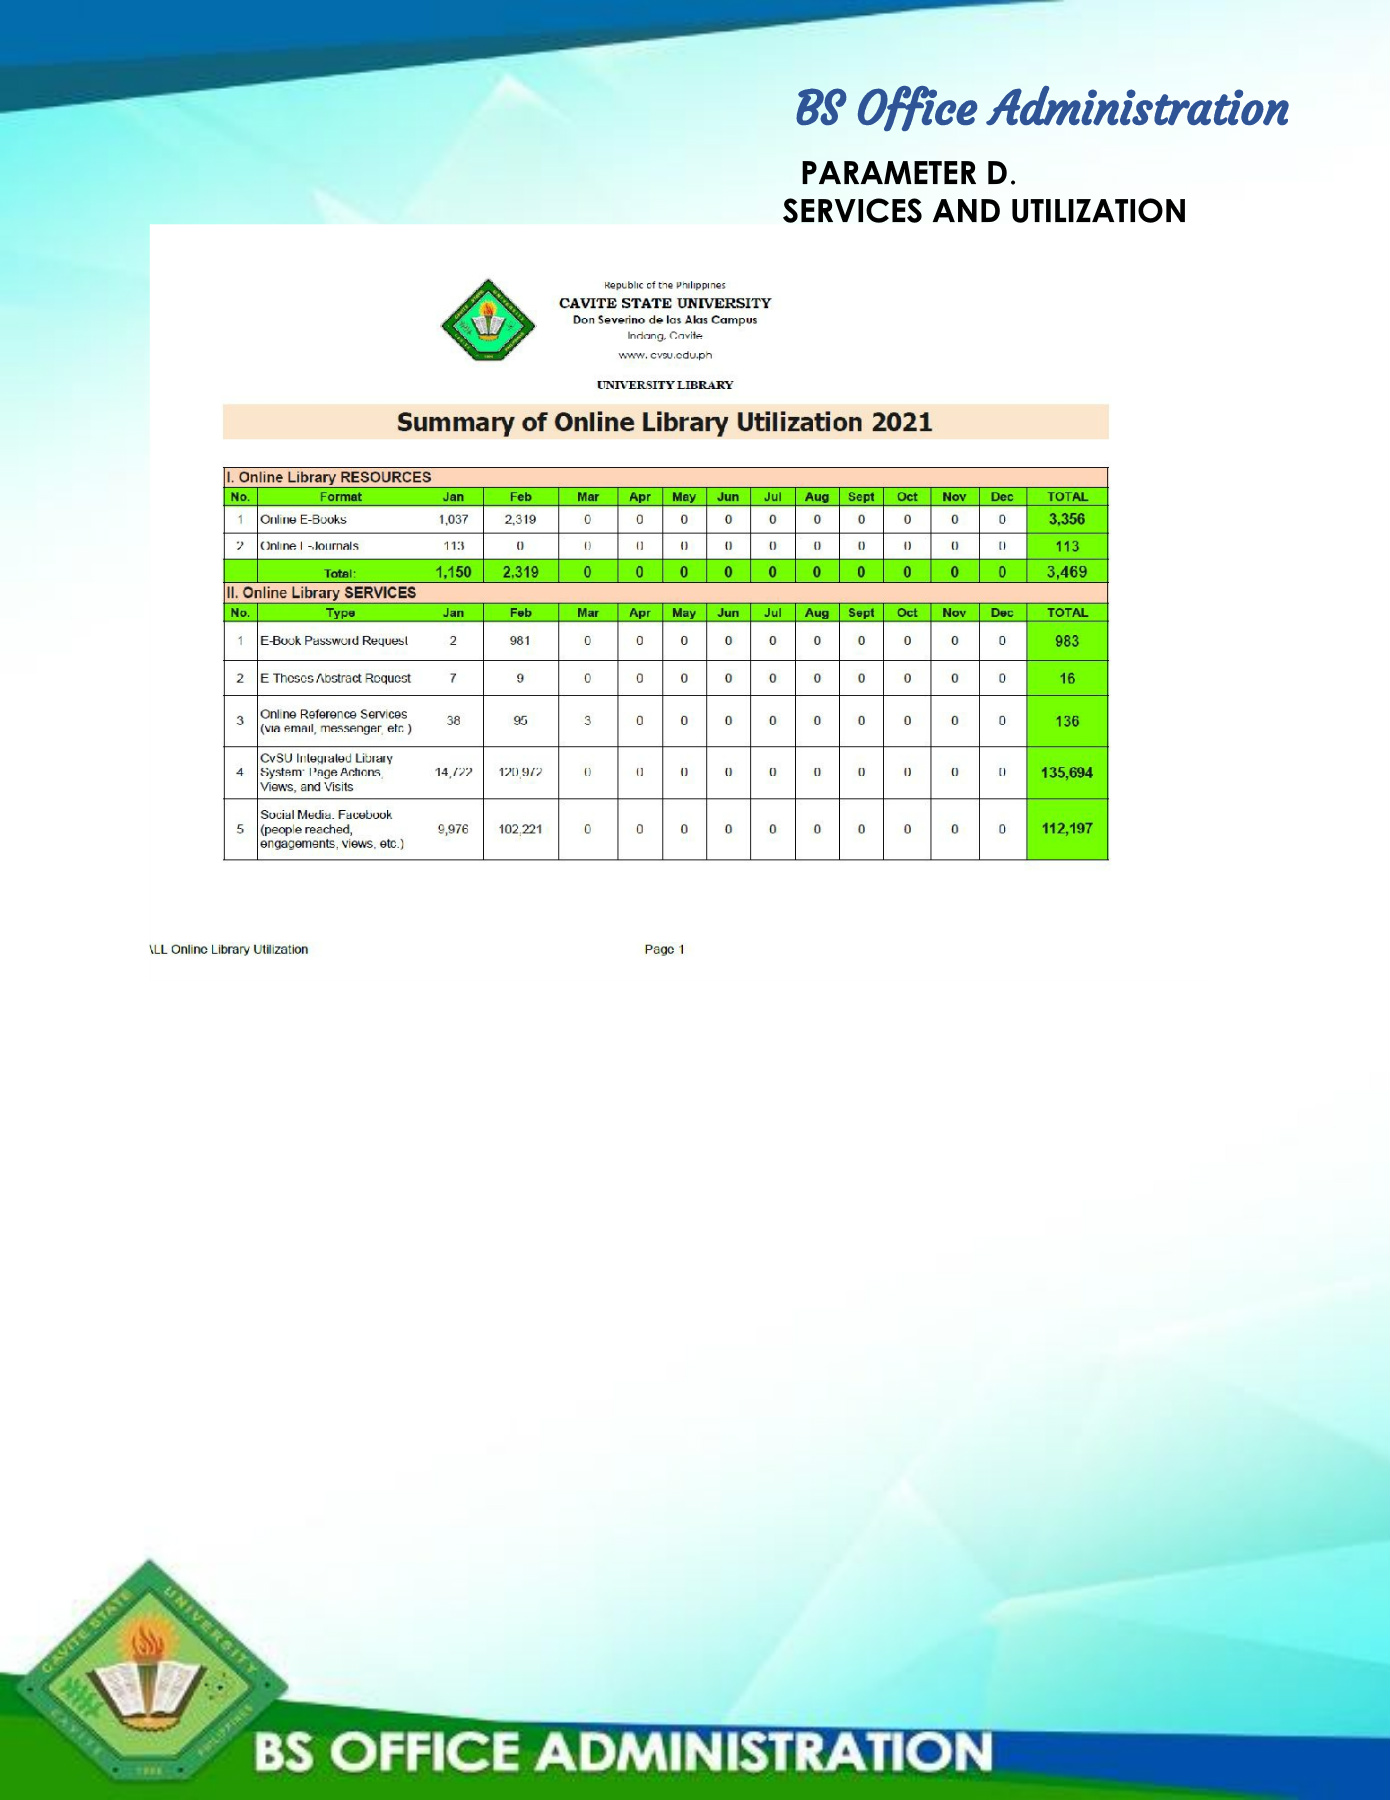 BS Office Administration
PARAMETER D.
SERVICES AND UTILIZATION
Republic of the Philippines
CAVITE STATE UNIVERSITY
Don Severino de las Alas Campus
Indang, Cavite
www. cvsu.edu.ph
UNIVERSITY LIBRARY
Summary of Online Library Utilization 2021
I. Online Library RESOURCES
No. Format Jan Feb Mar Apr May Jun Jul Aug Sept Oct Nov Dec TOTAL
1 Online E-Books 1,037 2,319 0 0 0 0 0 0 0 0 0 0 3,356
2 Online E-Journals 113 0 0 0 0 0 0 0 0 0 0 0 113
Total: 1,150 2,319 0 0 0 0 0 0 0 0 0 0 3,469
II. Online Library SERVICES
No. Type Jan Feb Mar Apr May Jun Jul Aug Sept Oct Nov Dec TOTAL
1 E-Book Password Request 2 981 0 0 0 0 0 0 0 0 0 0 983
2 E Theses Abstract Request 7 9 0 0 0 0 0 0 0 0 0 0 16
3 Online Reference Services (via email, messenger, etc.) 38 95 3 0 0 0 0 0 0 0 0 0 136
4 CvSU Integrated Library System: Page Actions, Views, and Visits 14,722 120,972 0 0 0 0 0 0 0 0 0 0 135,694
5 Social Media: Facebook (people reached, engagements, views, etc.) 9,976 102,221 0 0 0 0 0 0 0 0 0 0 112,197
\LL Online Library Utilization Page 1
CAVITE STATE UNIVERSITY
CAVITE PHILIPPINES
1906
BS OFFICE ADMINISTRATION